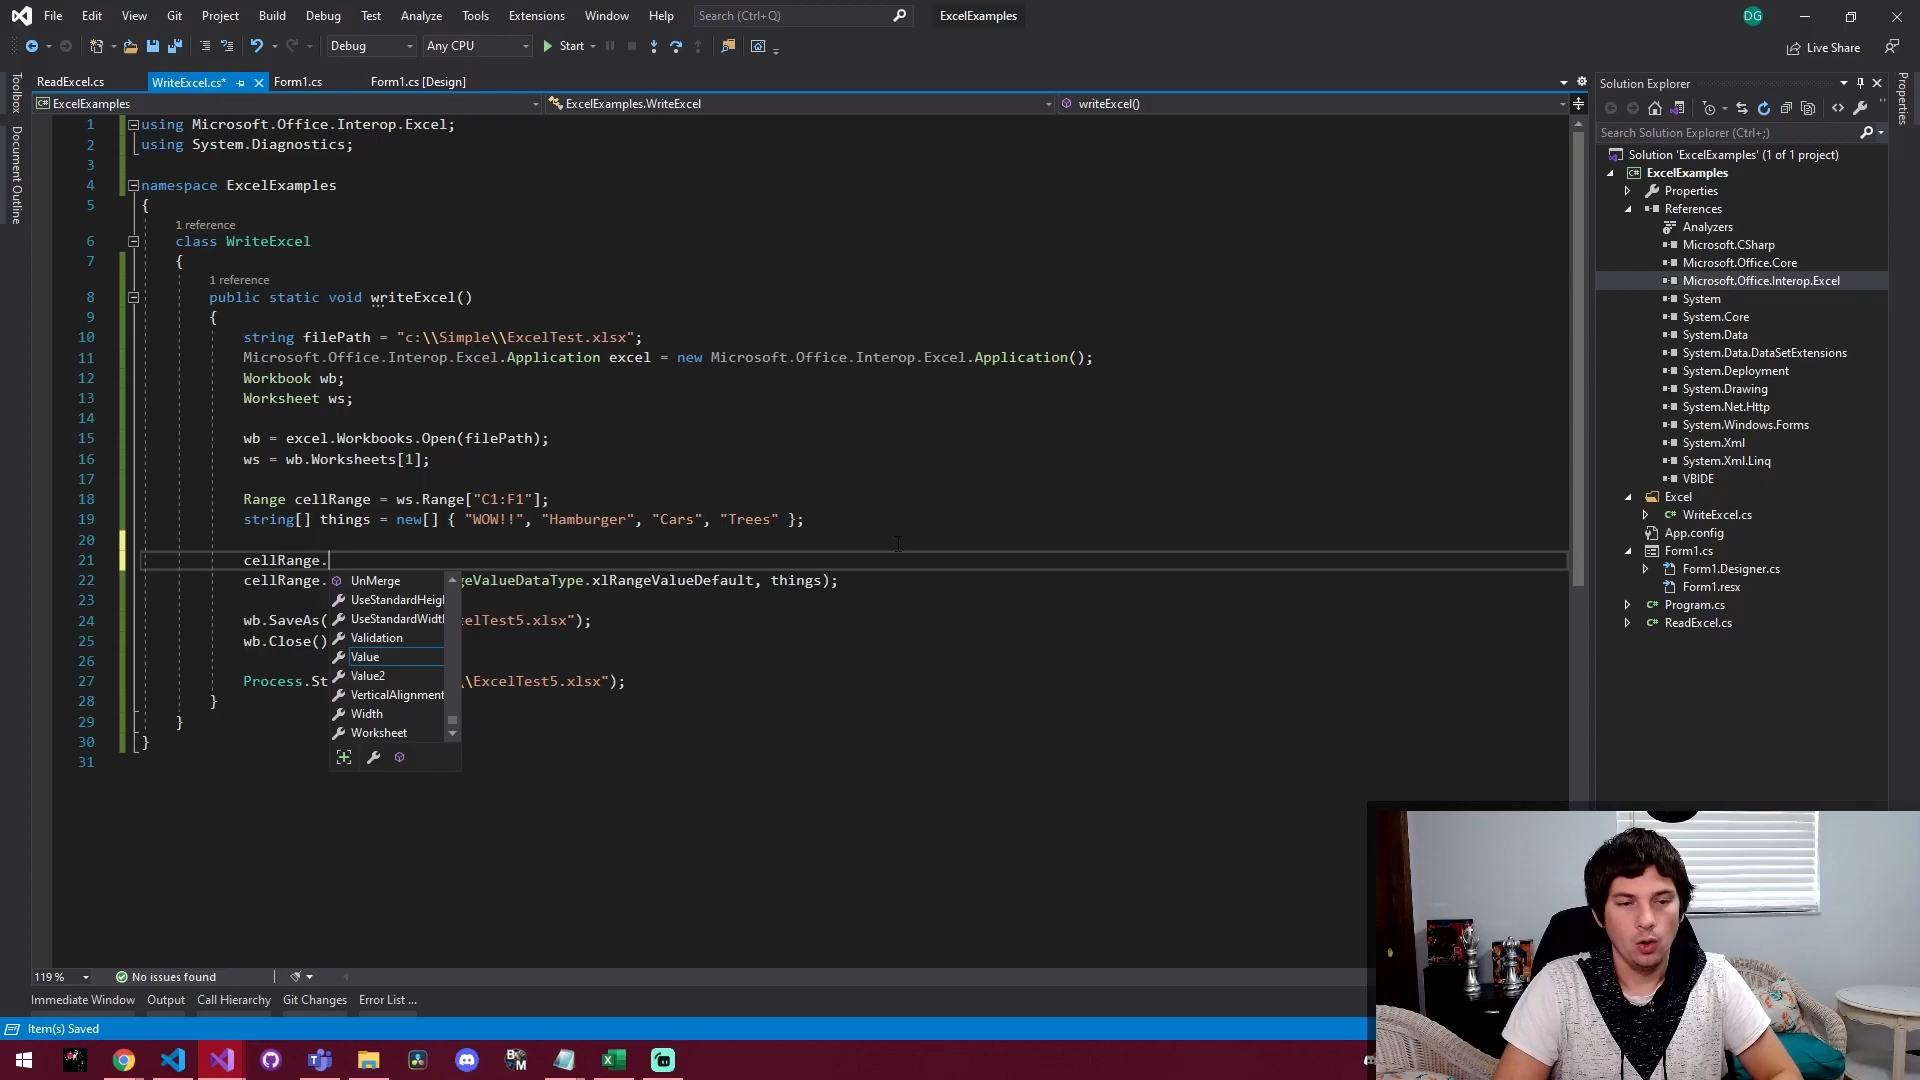 File Edit View Git Project Build Debug Test Analyze Tools Extensions Window Help Search (Ctrl+Q) ExcelExamples DG
Debug Any CPU Start Live Share
ReadExcel.cs WriteExcel.cs* Form1.cs Form1.cs [Design]
ExcelExamples ExcelExamples.WriteExcel writeExcel()
Toolbox
Document Outline
1 using Microsoft.Office.Interop.Excel;
2 using System.Diagnostics;
3
4 namespace ExcelExamples
5 {
1 reference
6 class WriteExcel
7 {
1 reference
8 public static void writeExcel()
9 {
10 string filePath = "c:\\Simple\\ExcelTest.xlsx";
11 Microsoft.Office.Interop.Excel.Application excel = new Microsoft.Office.Interop.Excel.Application();
12 Workbook wb;
13 Worksheet ws;
14
15 wb = excel.Workbooks.Open(filePath);
16 ws = wb.Worksheets[1];
17
18 Range cellRange = ws.Range["C1:F1"];
19 string[] things = new[] { "WOW!!", "Hamburger", "Cars", "Trees" };
20
21 cellRange.
22 cellRange. geValueDataType.xlRangeValueDefault, things);
23
24 wb.SaveAs( celTest5.xlsx");
25 wb.Close()
26
27 Process.St \\ExcelTest5.xlsx");
28 }
29 }
30 }
31
UnMerge
UseStandardHeigh
UseStandardWidth
Validation
Value
Value2
VerticalAlignment
Width
Worksheet
119 % No issues found
Immediate Window Output Call Hierarchy Git Changes Error List ...
Item(s) Saved
Solution Explorer
Search Solution Explorer (Ctrl+;)
Solution 'ExcelExamples' (1 of 1 project)
ExcelExamples
Properties
References
Analyzers
Microsoft.CSharp
Microsoft.Office.Core
Microsoft.Office.Interop.Excel
System
System.Core
System.Data
System.Data.DataSetExtensions
System.Deployment
System.Drawing
System.Net.Http
System.Windows.Forms
System.Xml
System.Xml.Linq
VBIDE
Excel
WriteExcel.cs
App.config
Form1.cs
Form1.Designer.cs
Form1.resx
Program.cs
ReadExcel.cs
Properties